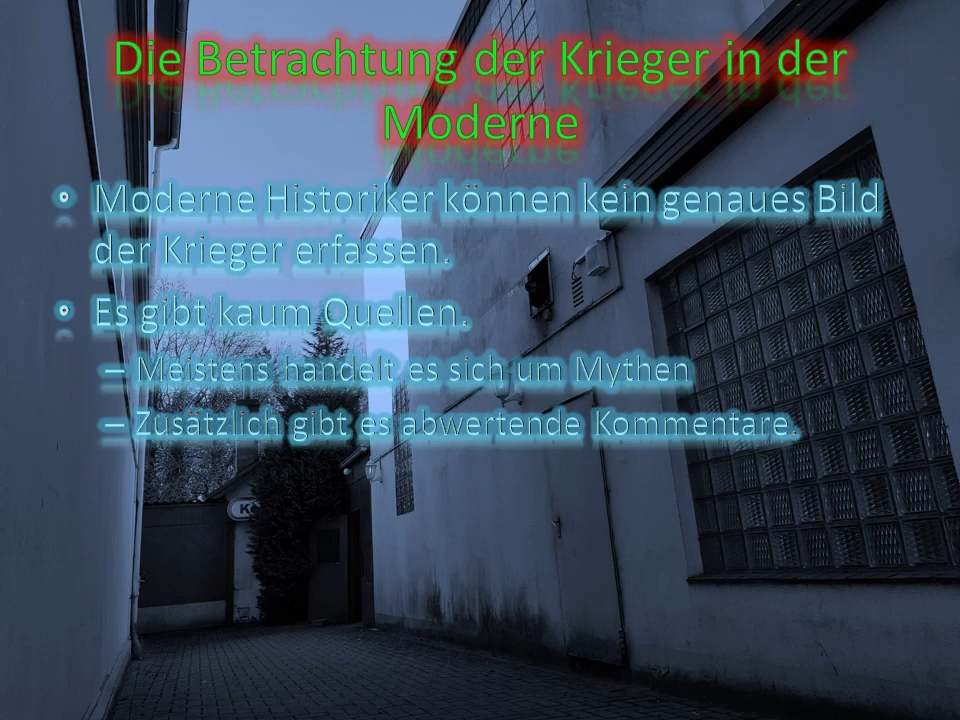 Die Betrachtung der Krieger in der
Moderne
• Moderne Historiker können kein genaues Bild
der Krieger erfassen.
• Es gibt kaum Quellen.
– Meistens handelt es sich um Mythen
– Zusätzlich gibt es abwertende Kommentare.